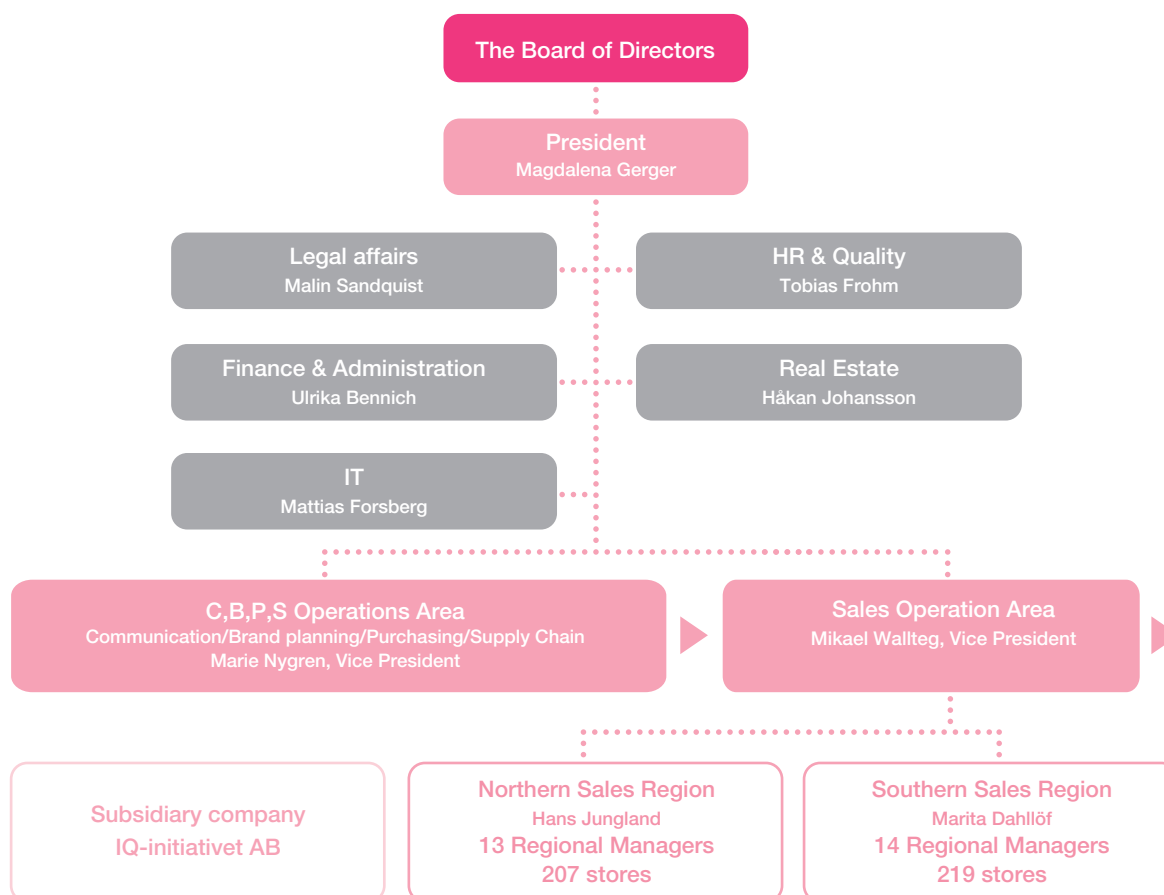 The Board of Directors
President
Magdalena Gerger
Legal affairs
Malin Sandquist
HR & Quality
Tobias Frohm
Finance & Administration
Ulrika Bennich
Real Estate
Håkan Johansson
IT
Mattias Forsberg
C,B,P,S Operations Area
Communication/Brand planning/Purchasing/Supply Chain
Marie Nygren, Vice President
Sales Operation Area
Mikael Wallteg, Vice President
Subsidiary company
IQ-initiativet AB
Northern Sales Region
Hans Jungland
13 Regional Managers
207 stores
Southern Sales Region
Marita Dahllöf
14 Regional Managers
219 stores